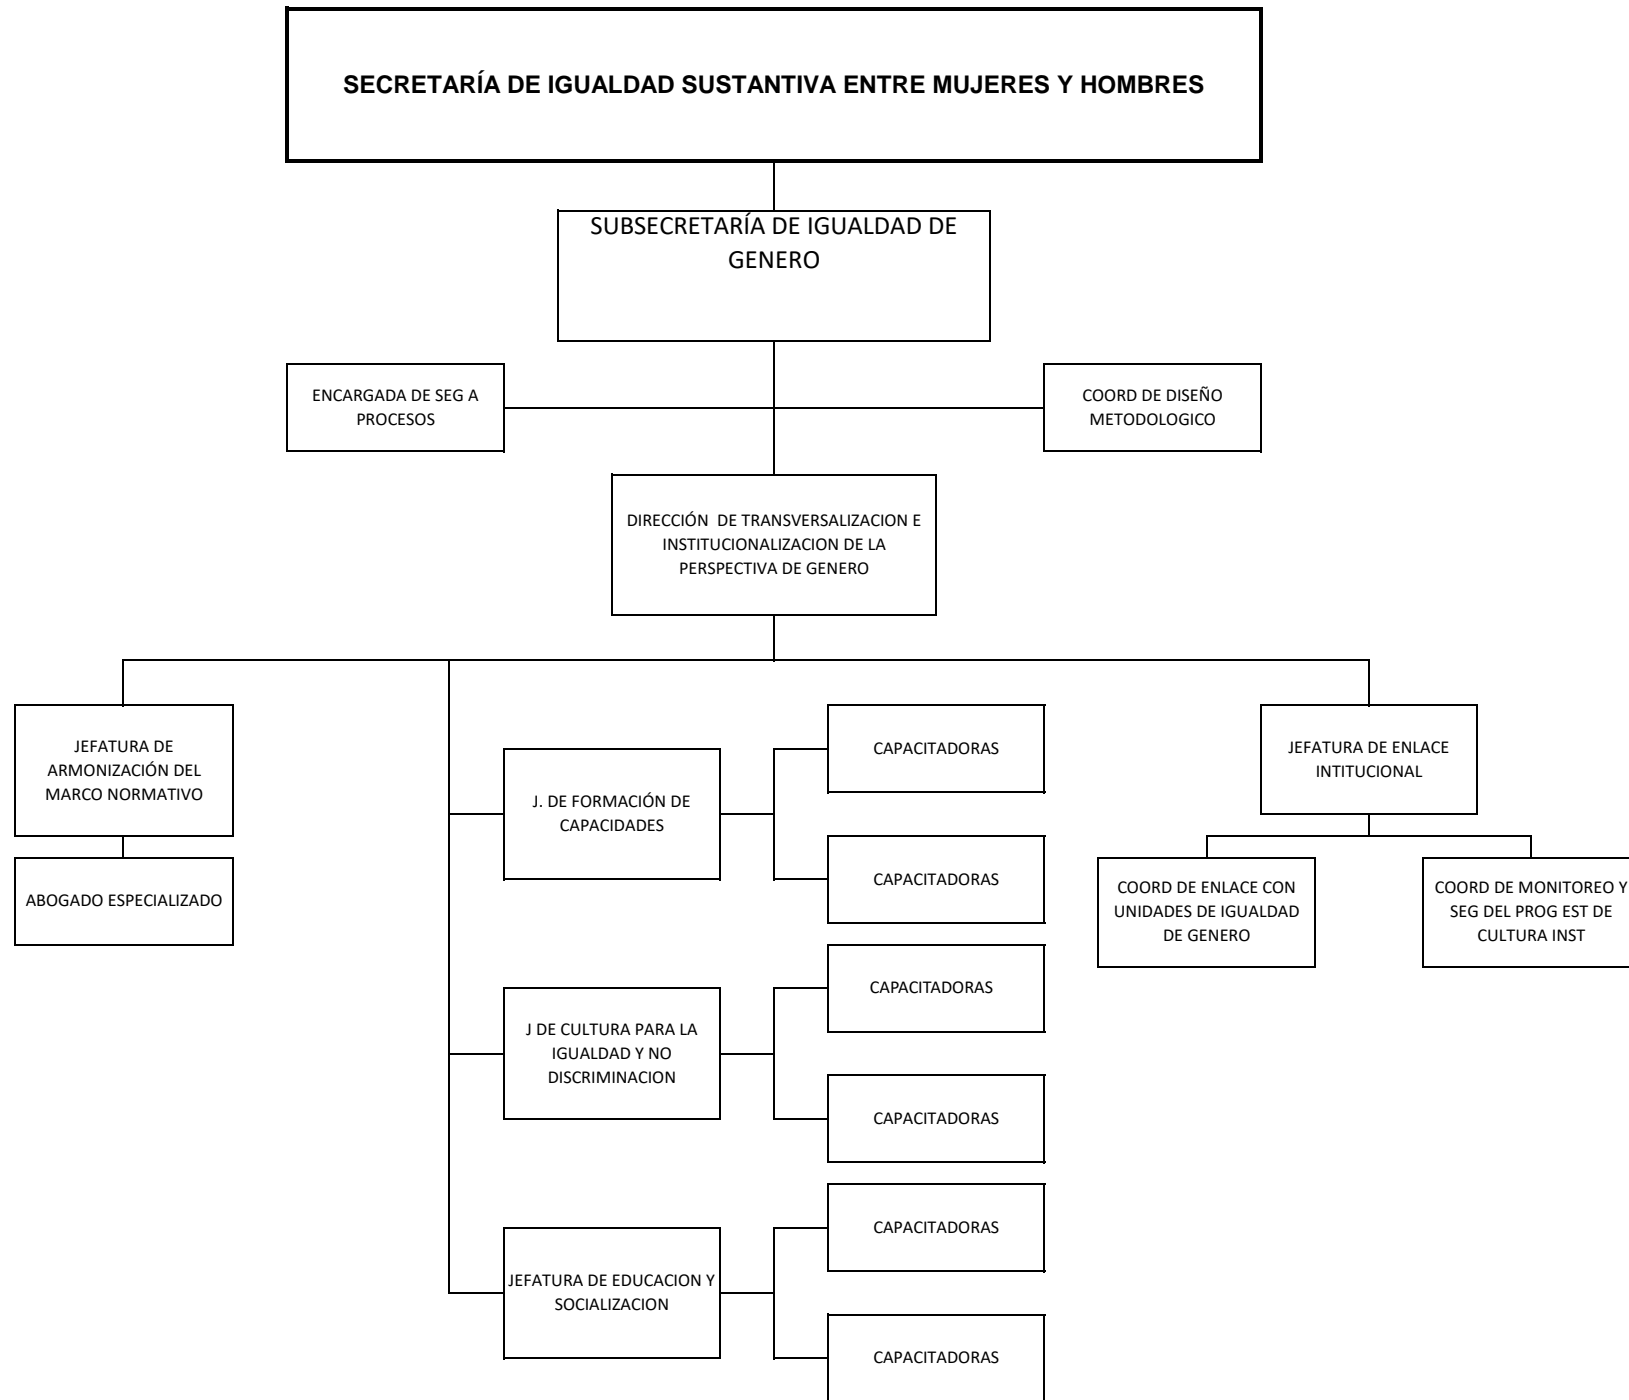 SECRETARÍA DE IGUALDAD SUSTANTIVA ENTRE MUJERES Y HOMBRES
SUBSECRETARÍA DE IGUALDAD DE
GENERO
ENCARGADA DE SEG A
PROCESOS
COORD DE DISEÑO
METODOLOGICO
DIRECCIÓN  DE TRANSVERSALIZACION E
INSTITUCIONALIZACION DE LA
PERSPECTIVA DE GENERO
JEFATURA DE
ARMONIZACIÓN DEL
MARCO NORMATIVO
ABOGADO ESPECIALIZADO
J. DE FORMACIÓN DE
CAPACIDADES
CAPACITADORAS
CAPACITADORAS
J DE CULTURA PARA LA
IGUALDAD Y NO
DISCRIMINACION
CAPACITADORAS
CAPACITADORAS
JEFATURA DE EDUCACION Y
SOCIALIZACION
CAPACITADORAS
CAPACITADORAS
JEFATURA DE ENLACE
INTITUCIONAL
COORD DE ENLACE CON
UNIDADES DE IGUALDAD
DE GENERO
COORD DE MONITOREO Y
SEG DEL PROG EST DE
CULTURA INST